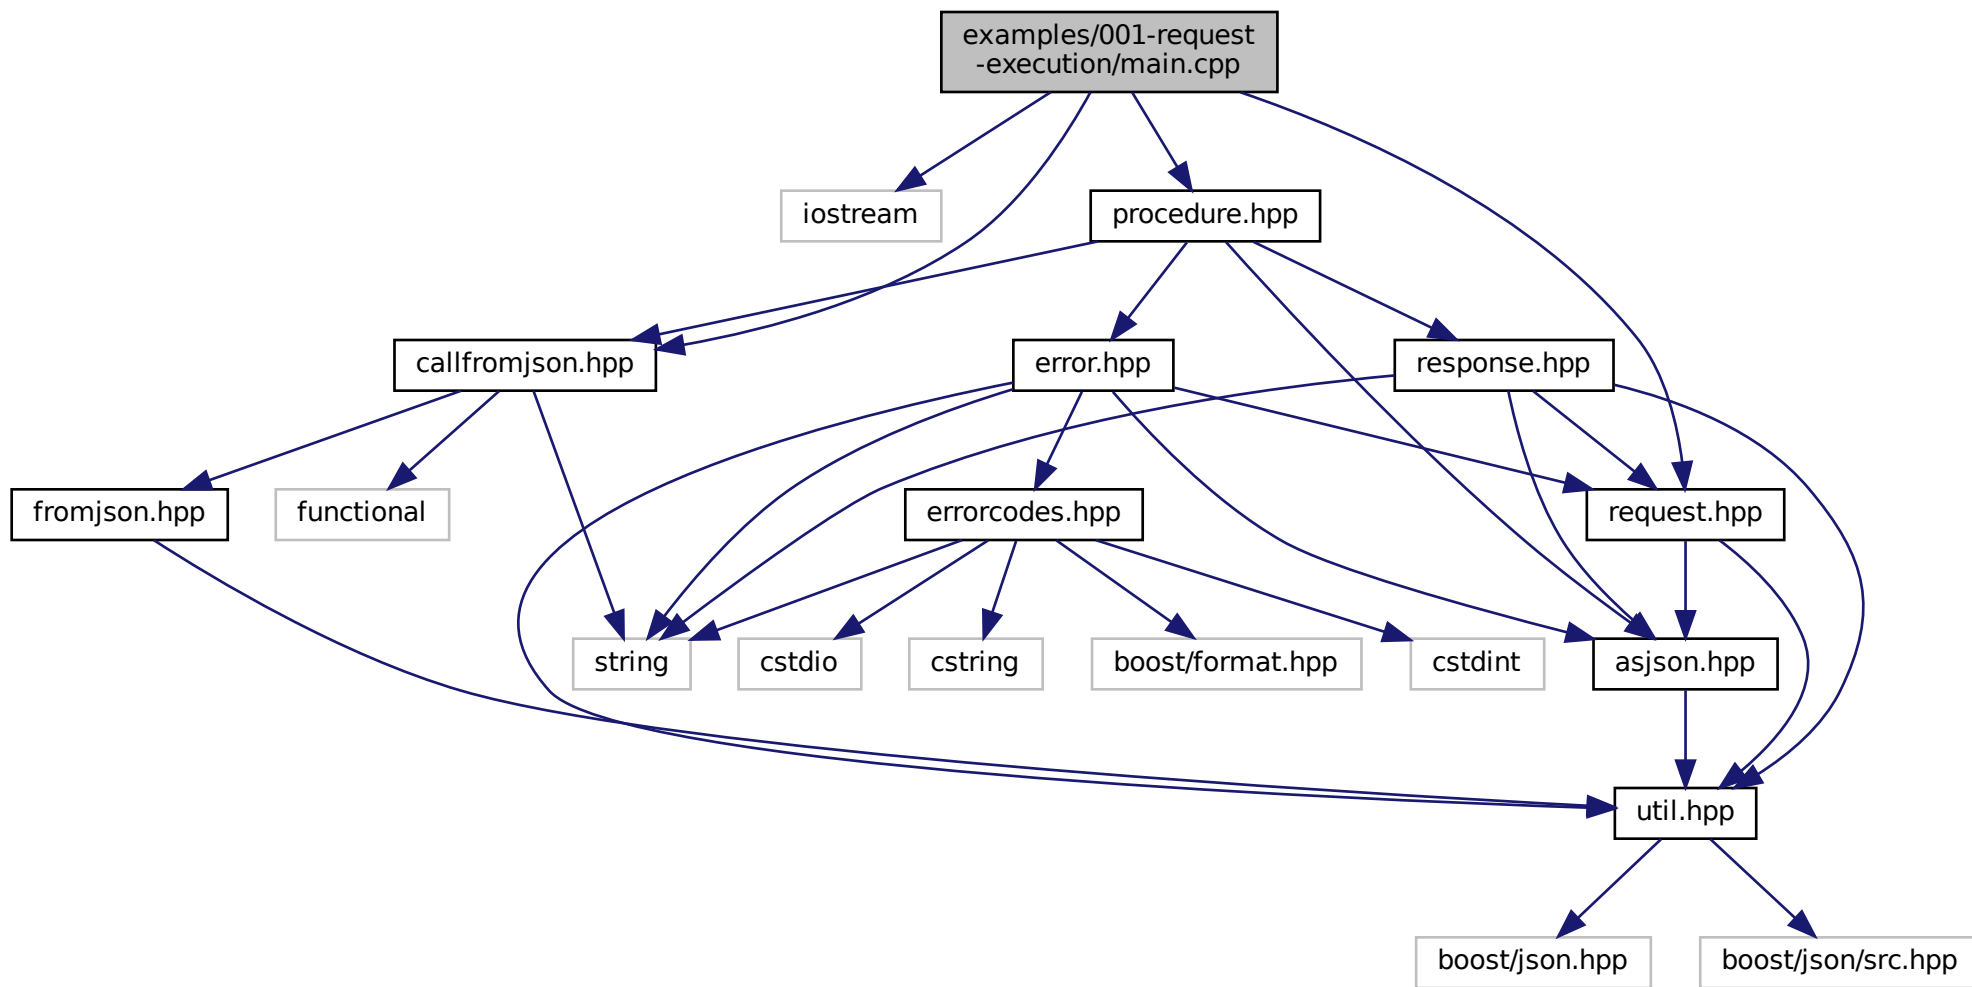 examples/001-request
-execution/main.cpp
iostream
procedure.hpp
callfromjson.hpp
error.hpp
response.hpp
fromjson.hpp
functional
errorcodes.hpp
request.hpp
string
cstdio
cstring
boost/format.hpp
cstdint
asjson.hpp
util.hpp
boost/json.hpp
boost/json/src.hpp